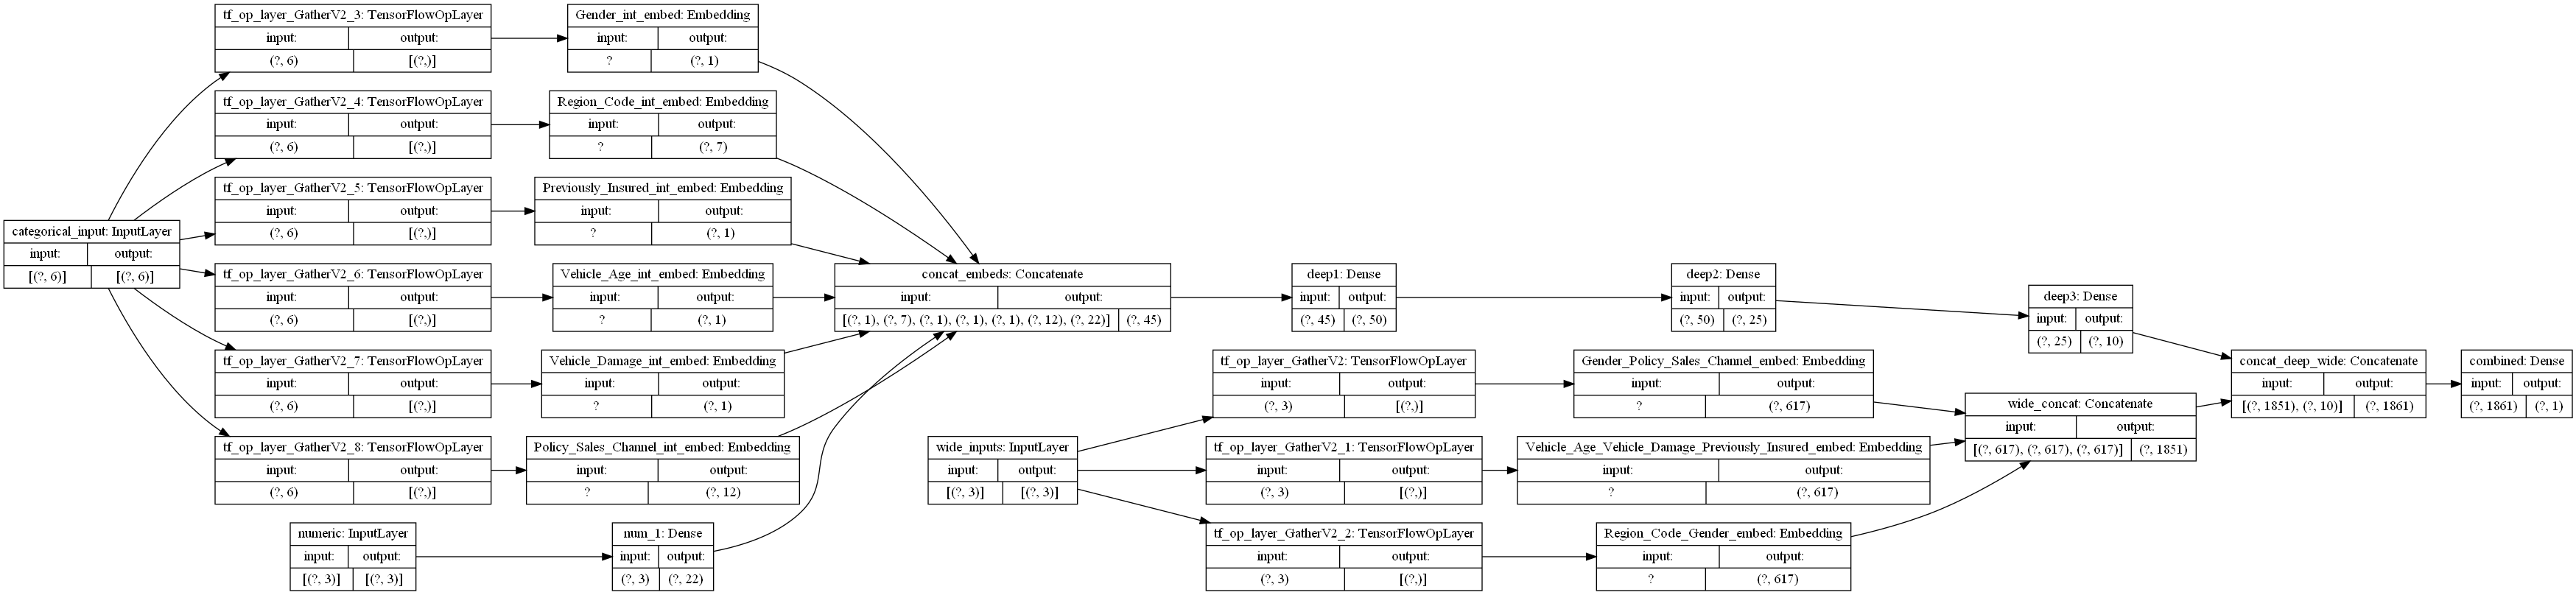 tf_op_layer_GatherV2_3: TensorFlowOpLayer
input: output:
(?, 6) [(?,)]
Gender_int_embed: Embedding
input: output:
? (?, 1)
tf_op_layer_GatherV2_4: TensorFlowOpLayer
input: output:
(?, 6) [(?,)]
Region_Code_int_embed: Embedding
input: output:
? (?, 7)
tf_op_layer_GatherV2_5: TensorFlowOpLayer
input: output:
(?, 6) [(?,)]
Previously_Insured_int_embed: Embedding
input: output:
? (?, 1)
categorical_input: InputLayer
input: output:
[(?, 6)] [(?, 6)]
tf_op_layer_GatherV2_6: TensorFlowOpLayer
input: output:
(?, 6) [(?,)]
Vehicle_Age_int_embed: Embedding
input: output:
? (?, 1)
concat_embeds: Concatenate
input: output:
[(?, 1), (?, 7), (?, 1), (?, 1), (?, 1), (?, 12), (?, 22)] (?, 45)
deep1: Dense
input: output:
(?, 45) (?, 50)
deep2: Dense
input: output:
(?, 50) (?, 25)
deep3: Dense
input: output:
(?, 25) (?, 10)
tf_op_layer_GatherV2_7: TensorFlowOpLayer
input: output:
(?, 6) [(?,)]
Vehicle_Damage_int_embed: Embedding
input: output:
? (?, 1)
tf_op_layer_GatherV2: TensorFlowOpLayer
input: output:
(?, 3) [(?,)]
Gender_Policy_Sales_Channel_embed: Embedding
input: output:
? (?, 617)
concat_deep_wide: Concatenate
input: output:
[(?, 1851), (?, 10)] (?, 1861)
combined: Dense
input: output:
(?, 1861) (?, 1)
wide_concat: Concatenate
input: output:
[(?, 617), (?, 617), (?, 617)] (?, 1851)
tf_op_layer_GatherV2_8: TensorFlowOpLayer
input: output:
(?, 6) [(?,)]
Policy_Sales_Channel_int_embed: Embedding
input: output:
? (?, 12)
wide_inputs: InputLayer
input: output:
[(?, 3)] [(?, 3)]
tf_op_layer_GatherV2_1: TensorFlowOpLayer
input: output:
(?, 3) [(?,)]
Vehicle_Age_Vehicle_Damage_Previously_Insured_embed: Embedding
input: output:
? (?, 617)
numeric: InputLayer
input: output:
[(?, 3)] [(?, 3)]
num_1: Dense
input: output:
(?, 3) (?, 22)
tf_op_layer_GatherV2_2: TensorFlowOpLayer
input: output:
(?, 3) [(?,)]
Region_Code_Gender_embed: Embedding
input: output:
? (?, 617)